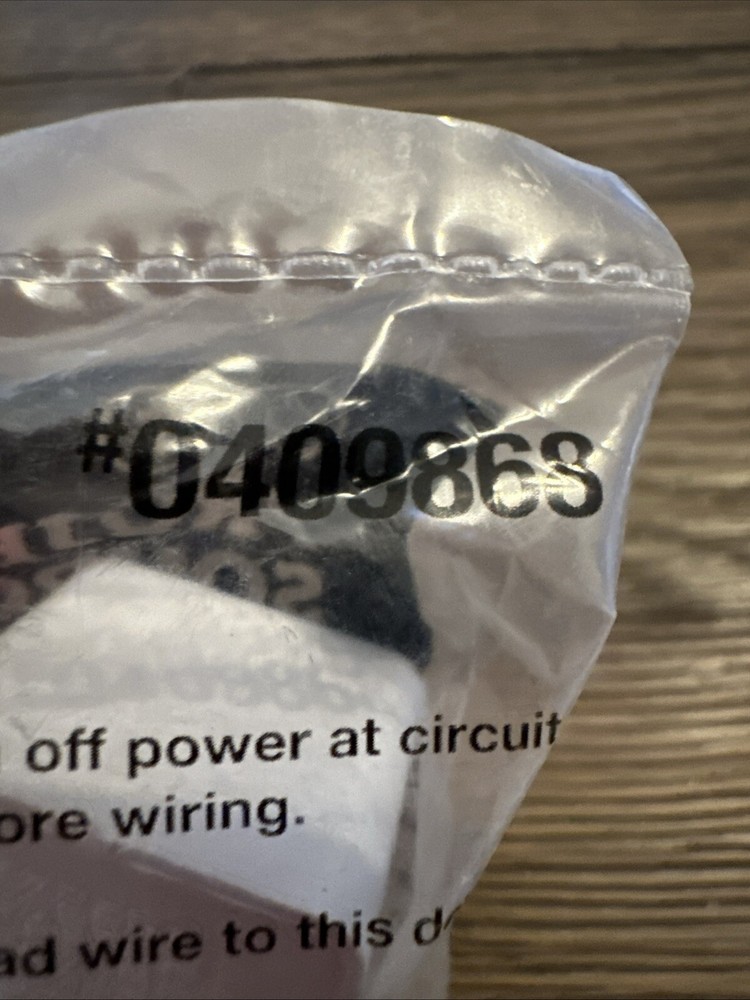 #0409868
off power at circuit
ore wiring.
ad wire to this